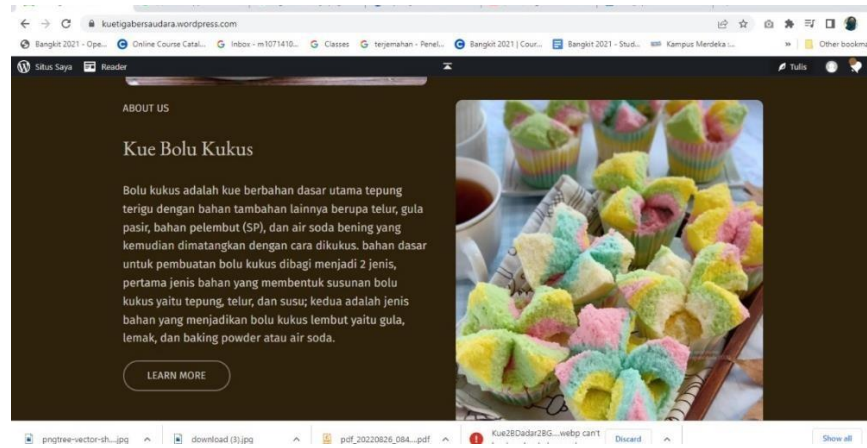 kuetigabersaudara.wordpress.com
Bangkit 2021 - Ope... Online Course Catal... Inbox - m1071410... Classes terjemahan - Penel... Bangkit 2021 | Cour... Bangkit 2021 - Stud... Kampus Merdeka :... » Other bookma
Situs Saya Reader Tulis
ABOUT US
Kue Bolu Kukus
Bolu kukus adalah kue berbahan dasar utama tepung
terigu dengan bahan tambahan lainnya berupa telur, gula
pasir, bahan pelembut (SP), dan air soda bening yang
kemudian dimatangkan dengan cara dikukus. bahan dasar
untuk pembuatan bolu kukus dibagi menjadi 2 jenis,
pertama jenis bahan yang membentuk susunan bolu
kukus yaitu tepung, telur, dan susu; kedua adalah jenis
bahan yang menjadikan bolu kukus lembut yaitu gula,
lemak, dan baking powder atau air soda.
LEARN MORE
pngtree-vector-sh....jpg download (3).jpg pdf_20220826_084....pdf Kue2BDadar2BG....webp can't Discard Show all